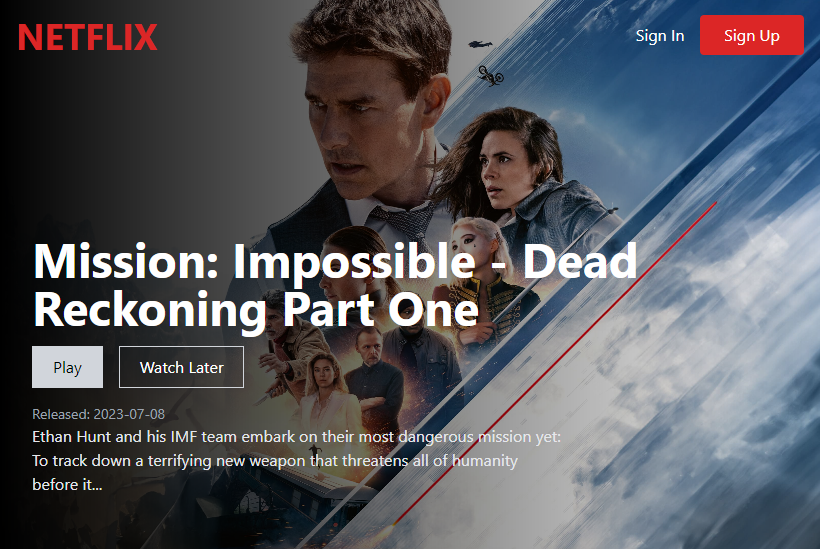 NETFLIX
Sign In
Sign Up
Mission: Impossible - Dead
Reckoning Part One
Play
Watch Later
Released: 2023-07-08
Ethan Hunt and his IMF team embark on their most dangerous mission yet:
To track down a terrifying new weapon that threatens all of humanity
before it...